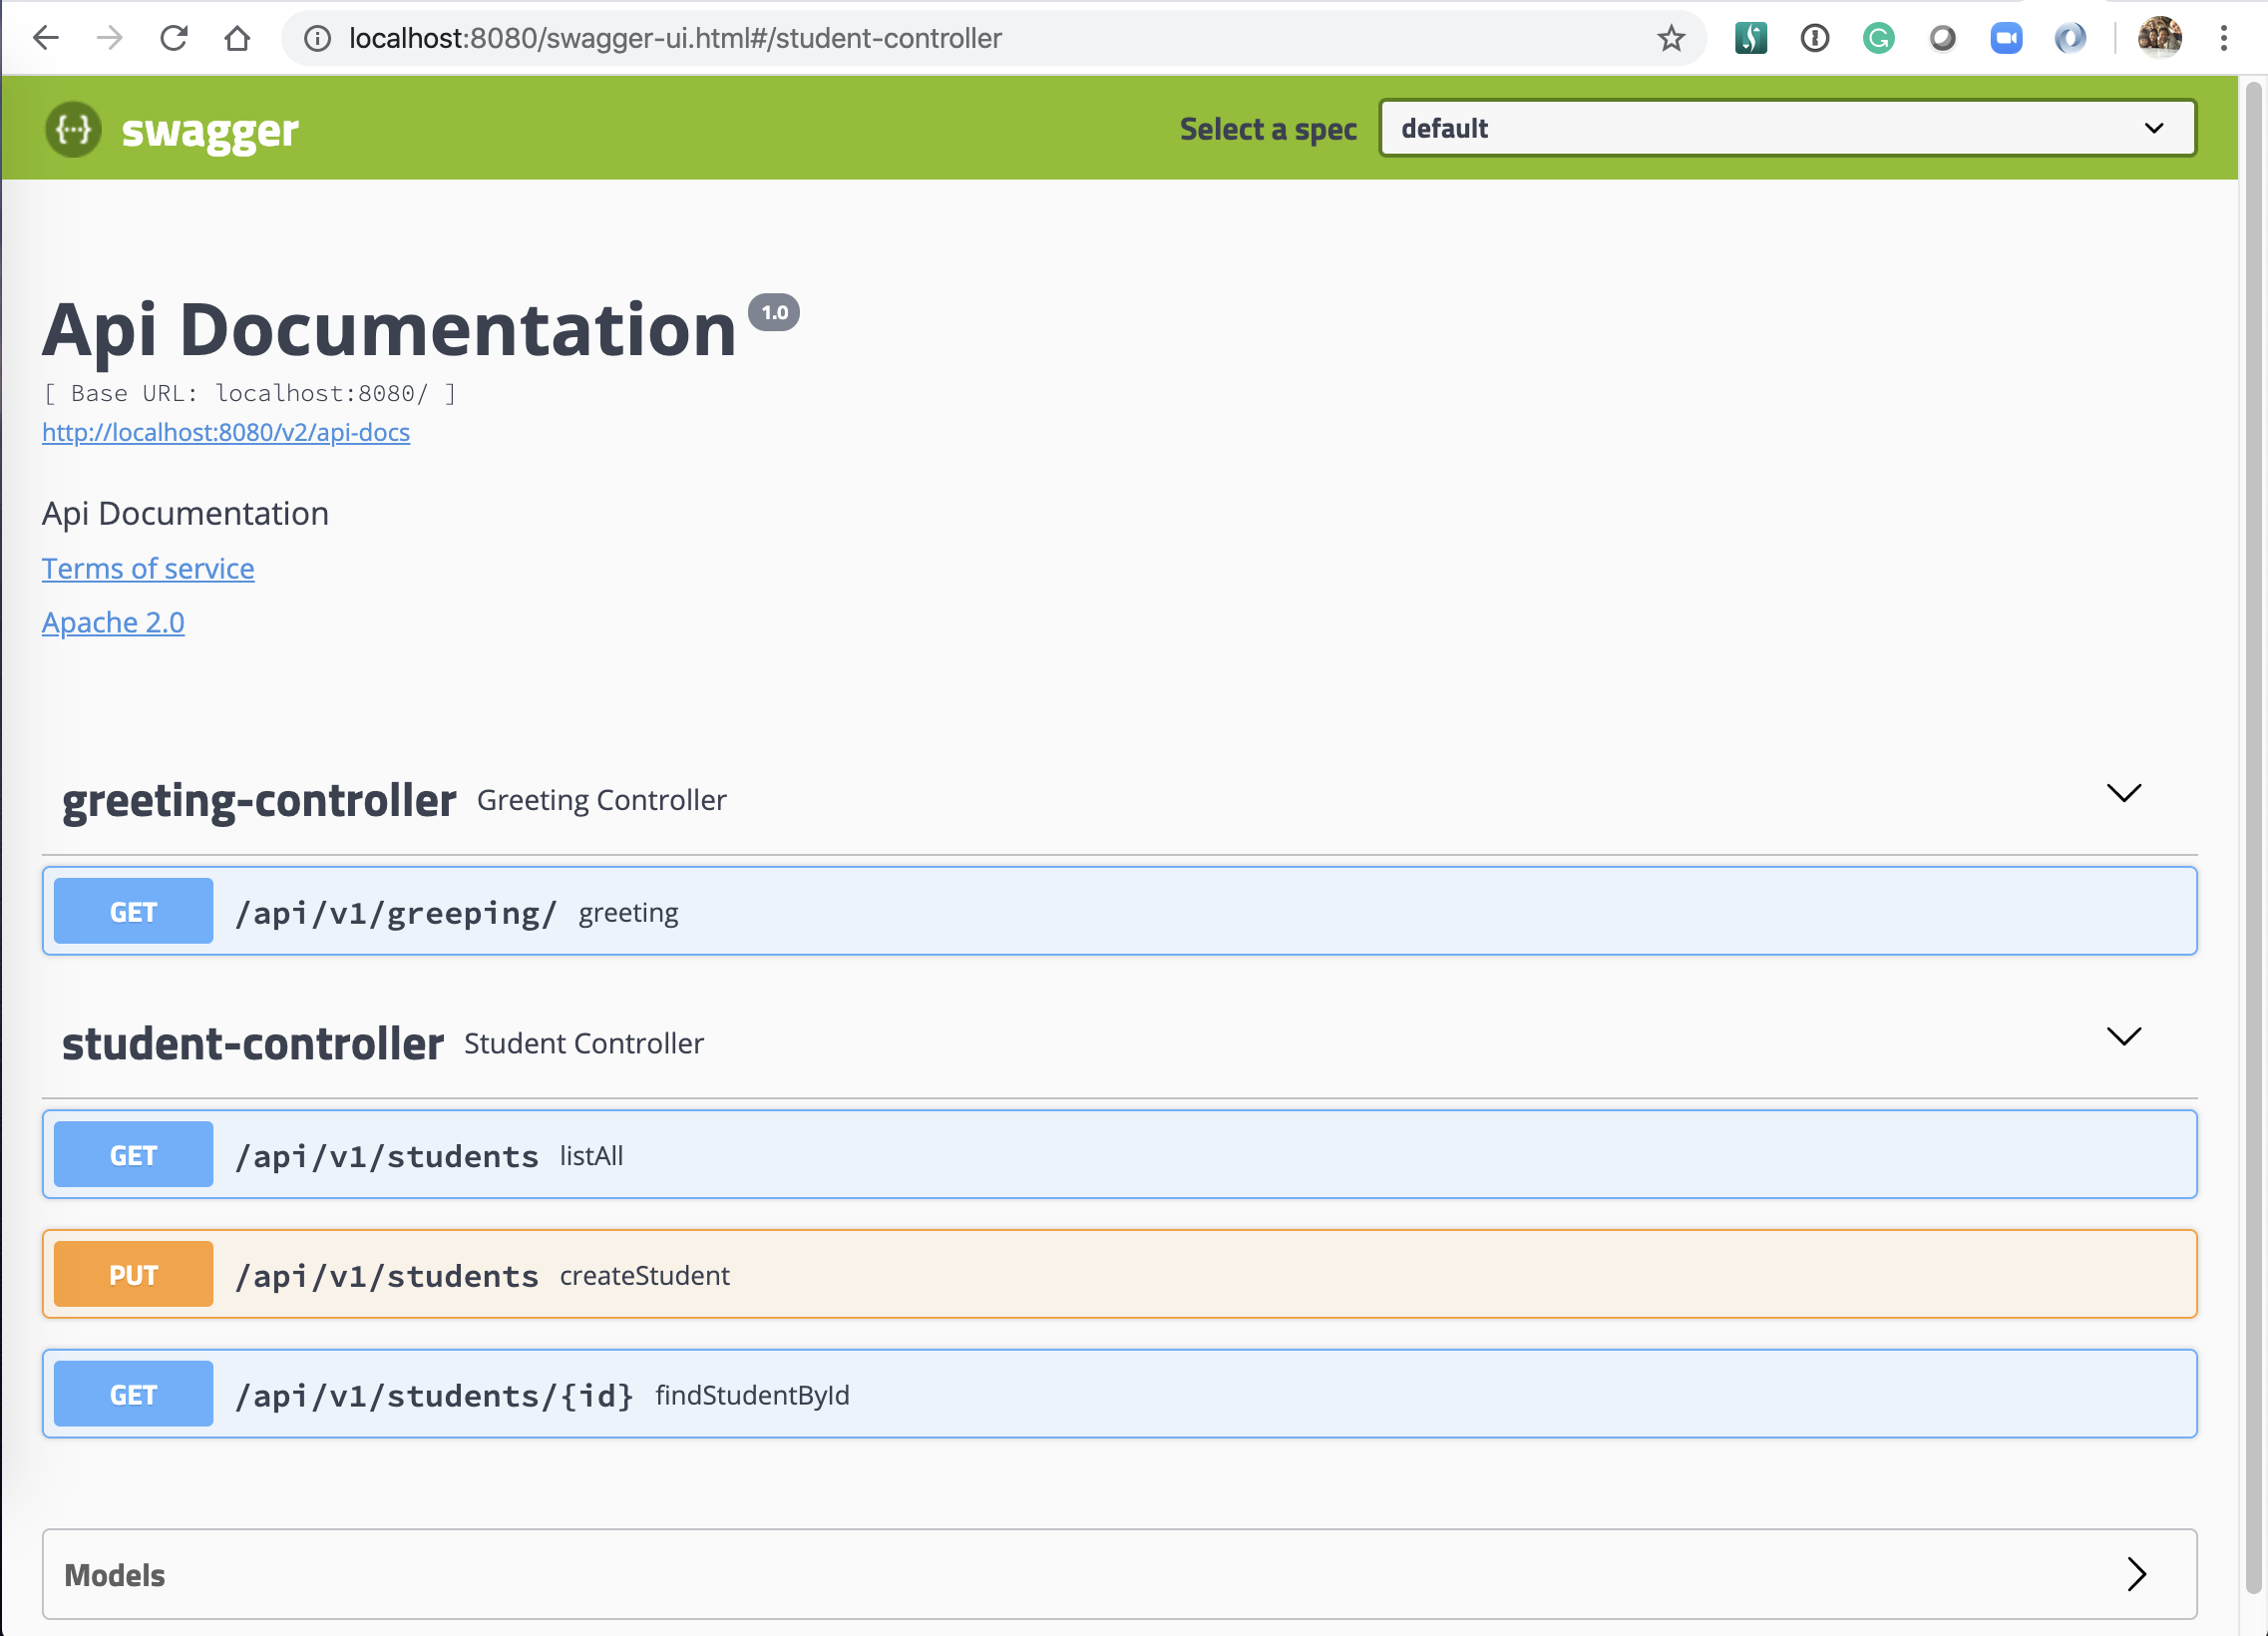 localhost:8080/swagger-ui.html#/student-controller
{···} swagger Select a spec default
Api Documentation 1.0
[ Base URL: localhost:8080/ ]
http://localhost:8080/v2/api-docs
Api Documentation
Terms of service
Apache 2.0
greeting-controller Greeting Controller
GET /api/v1/greeping/ greeting
student-controller Student Controller
GET /api/v1/students listAll
PUT /api/v1/students createStudent
GET /api/v1/students/{id} findStudentById
Models